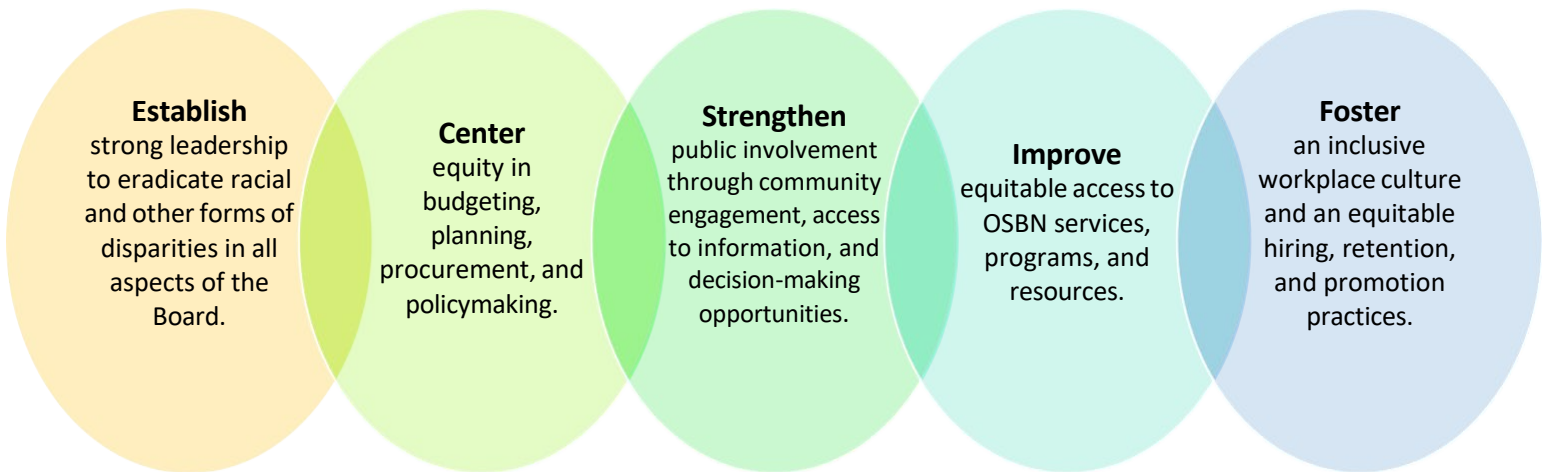 Establish
strong leadership
to eradicate racial
and other forms of
disparities in all
aspects of the
Board.
Center
equity in
budgeting,
planning,
procurement, and
policymaking.
Strengthen
public involvement
through community
engagement, access
to information, and
decision-making
opportunities.
Improve
equitable access to
OSBN services,
programs, and
resources.
Foster
an inclusive
workplace culture
and an equitable
hiring, retention,
and promotion
practices.